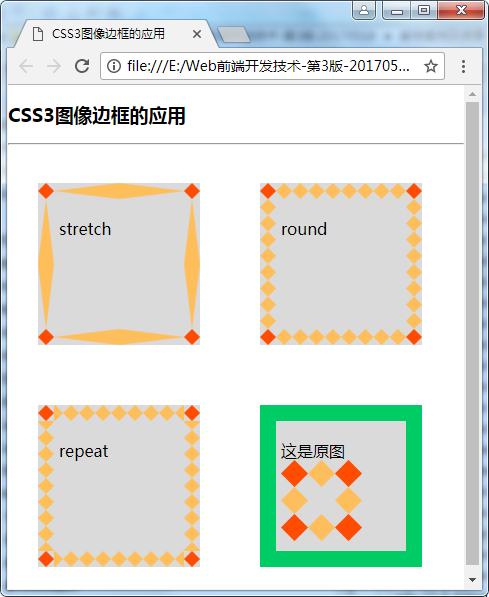 CSS3图像边框的应用
file:///E:/Web前端开发技术-第3版-201705...
CSS3图像边框的应用
stretch
round
repeat
这是原图